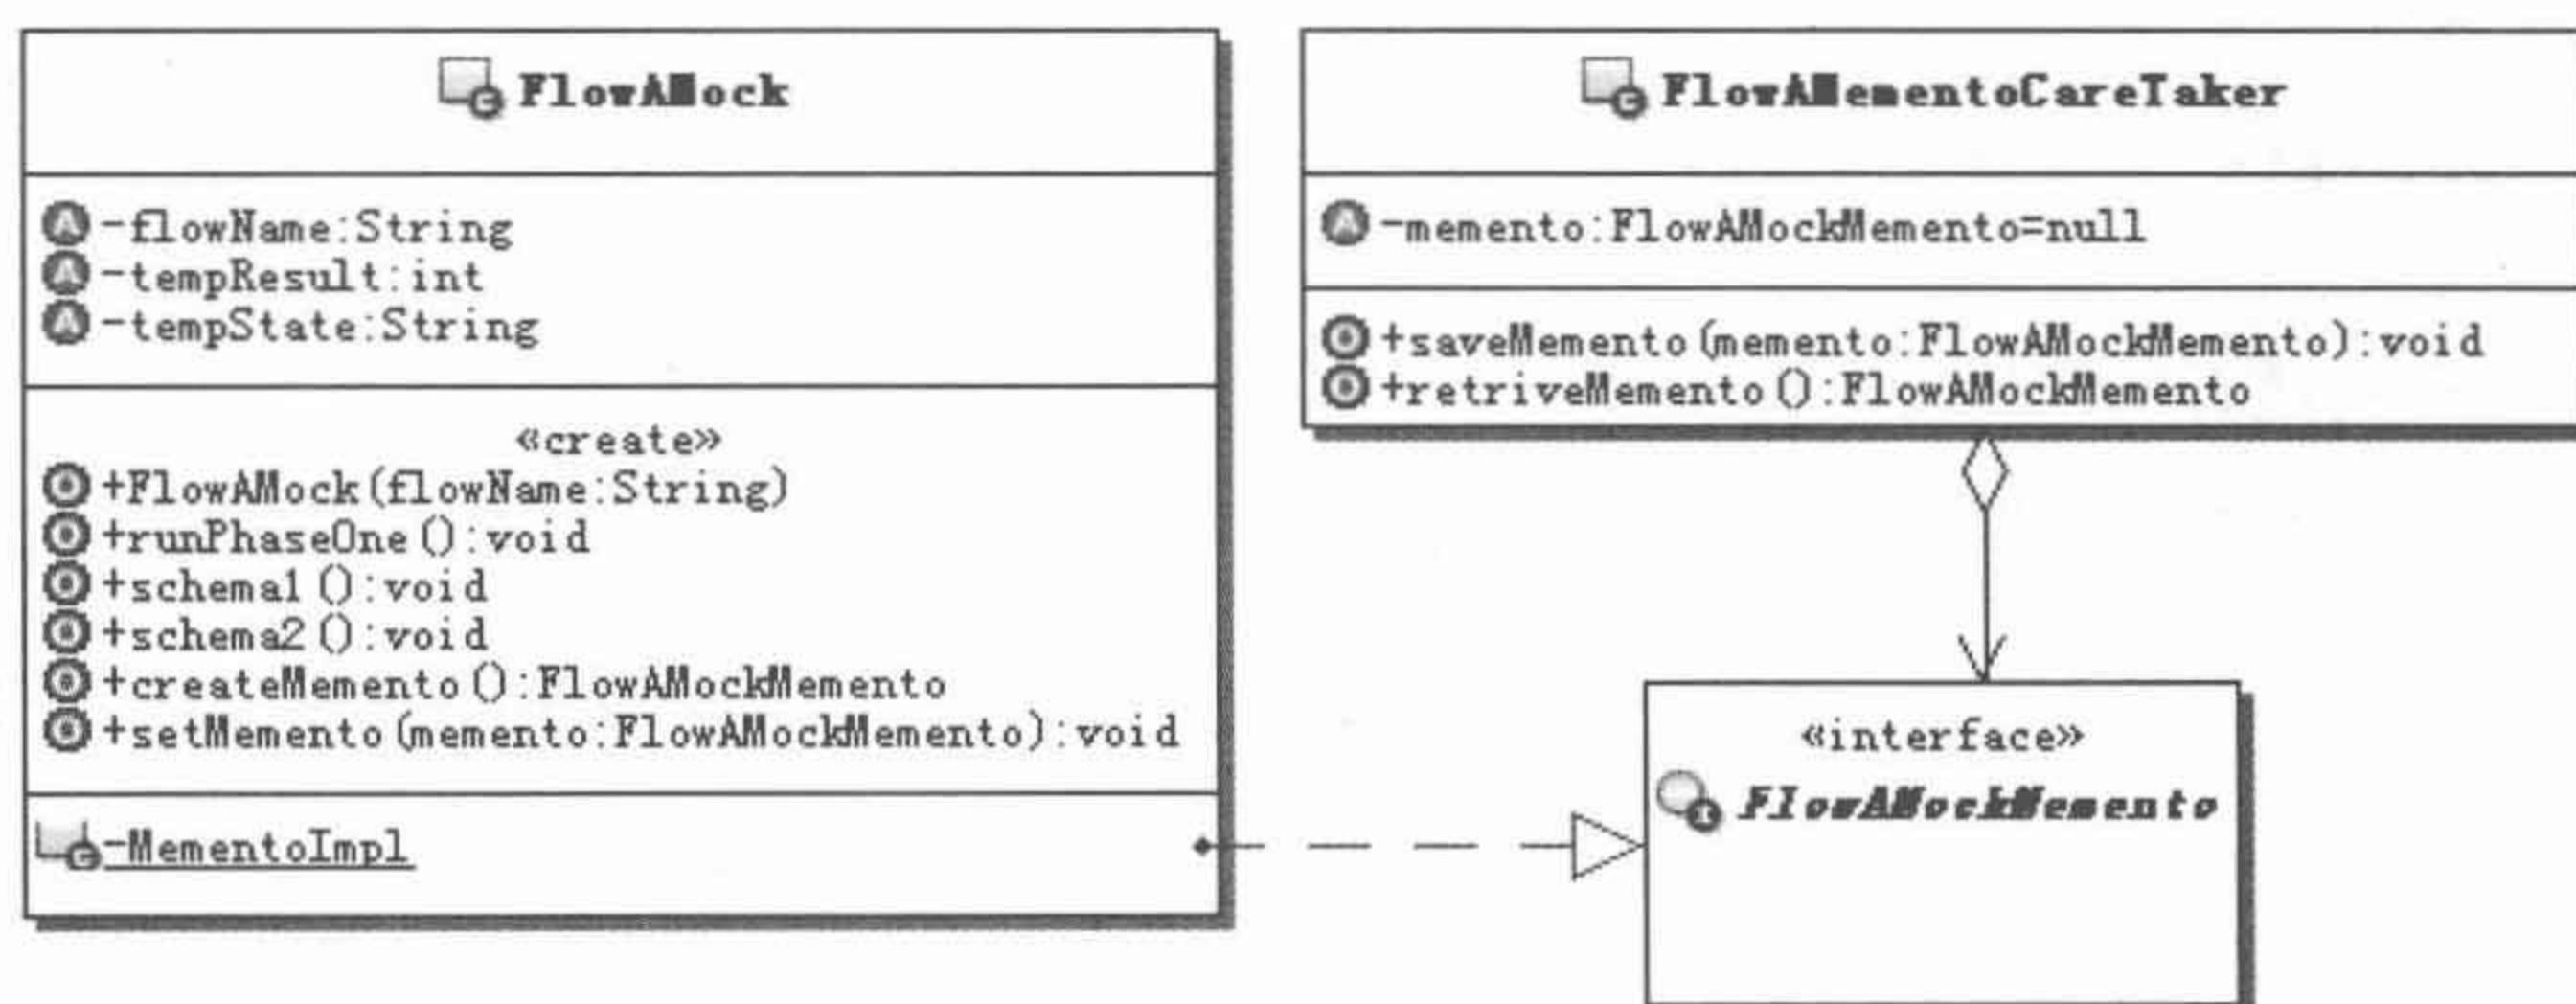 FlowAMock
-flowName:String
-tempResult:int
-tempState:String
«create»
+FlowAMock(flowName:String)
+runPhaseOne():void
+schema1():void
+schema2():void
+createMemento():FlowAMockMemento
+setMemento(memento:FlowAMockMemento):void
-MementoImpl
FlowAMementoCareTaker
-memento:FlowAMockMemento=null
+saveMemento(memento:FlowAMockMemento):void
+retriveMemento():FlowAMockMemento
«interface»
FlowAMockMemento